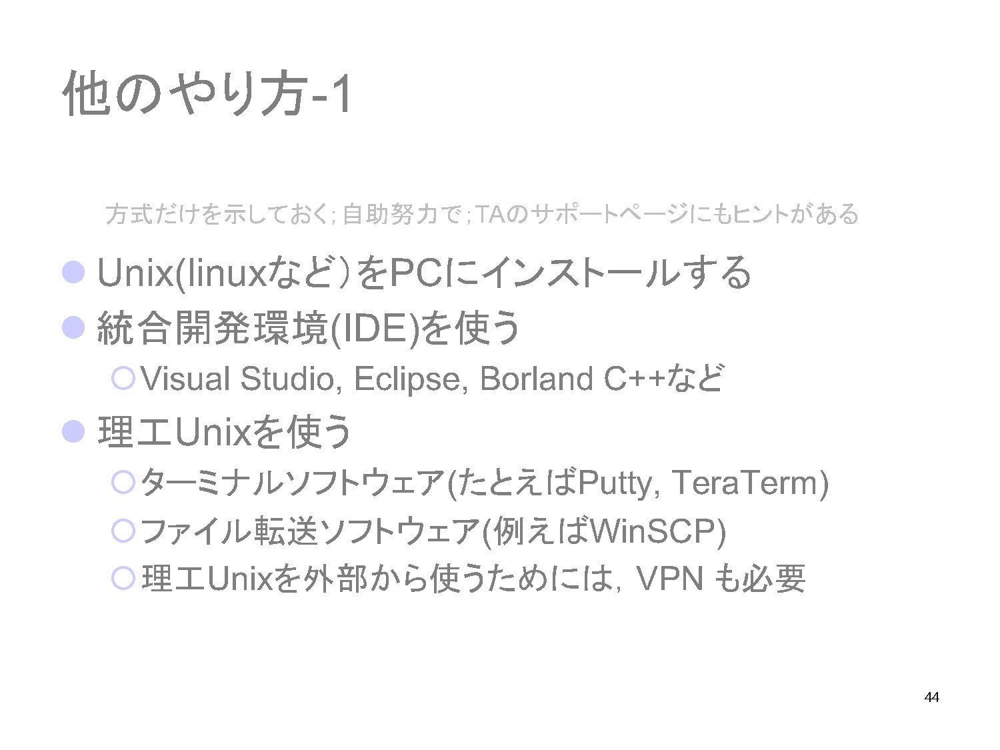 他のやり方-1
方式だけを示しておく；自助努力で；TAのサポートページにもヒントがある
● Unix(linuxなど）をPCにインストールする
● 統合開発環境(IDE)を使う
○Visual Studio, Eclipse, Borland C++など
● 理工Unixを使う
○ターミナルソフトウェア(たとえばPutty, TeraTerm)
○ファイル転送ソフトウェア(例えばWinSCP)
○理工Unixを外部から使うためには，VPN も必要
44